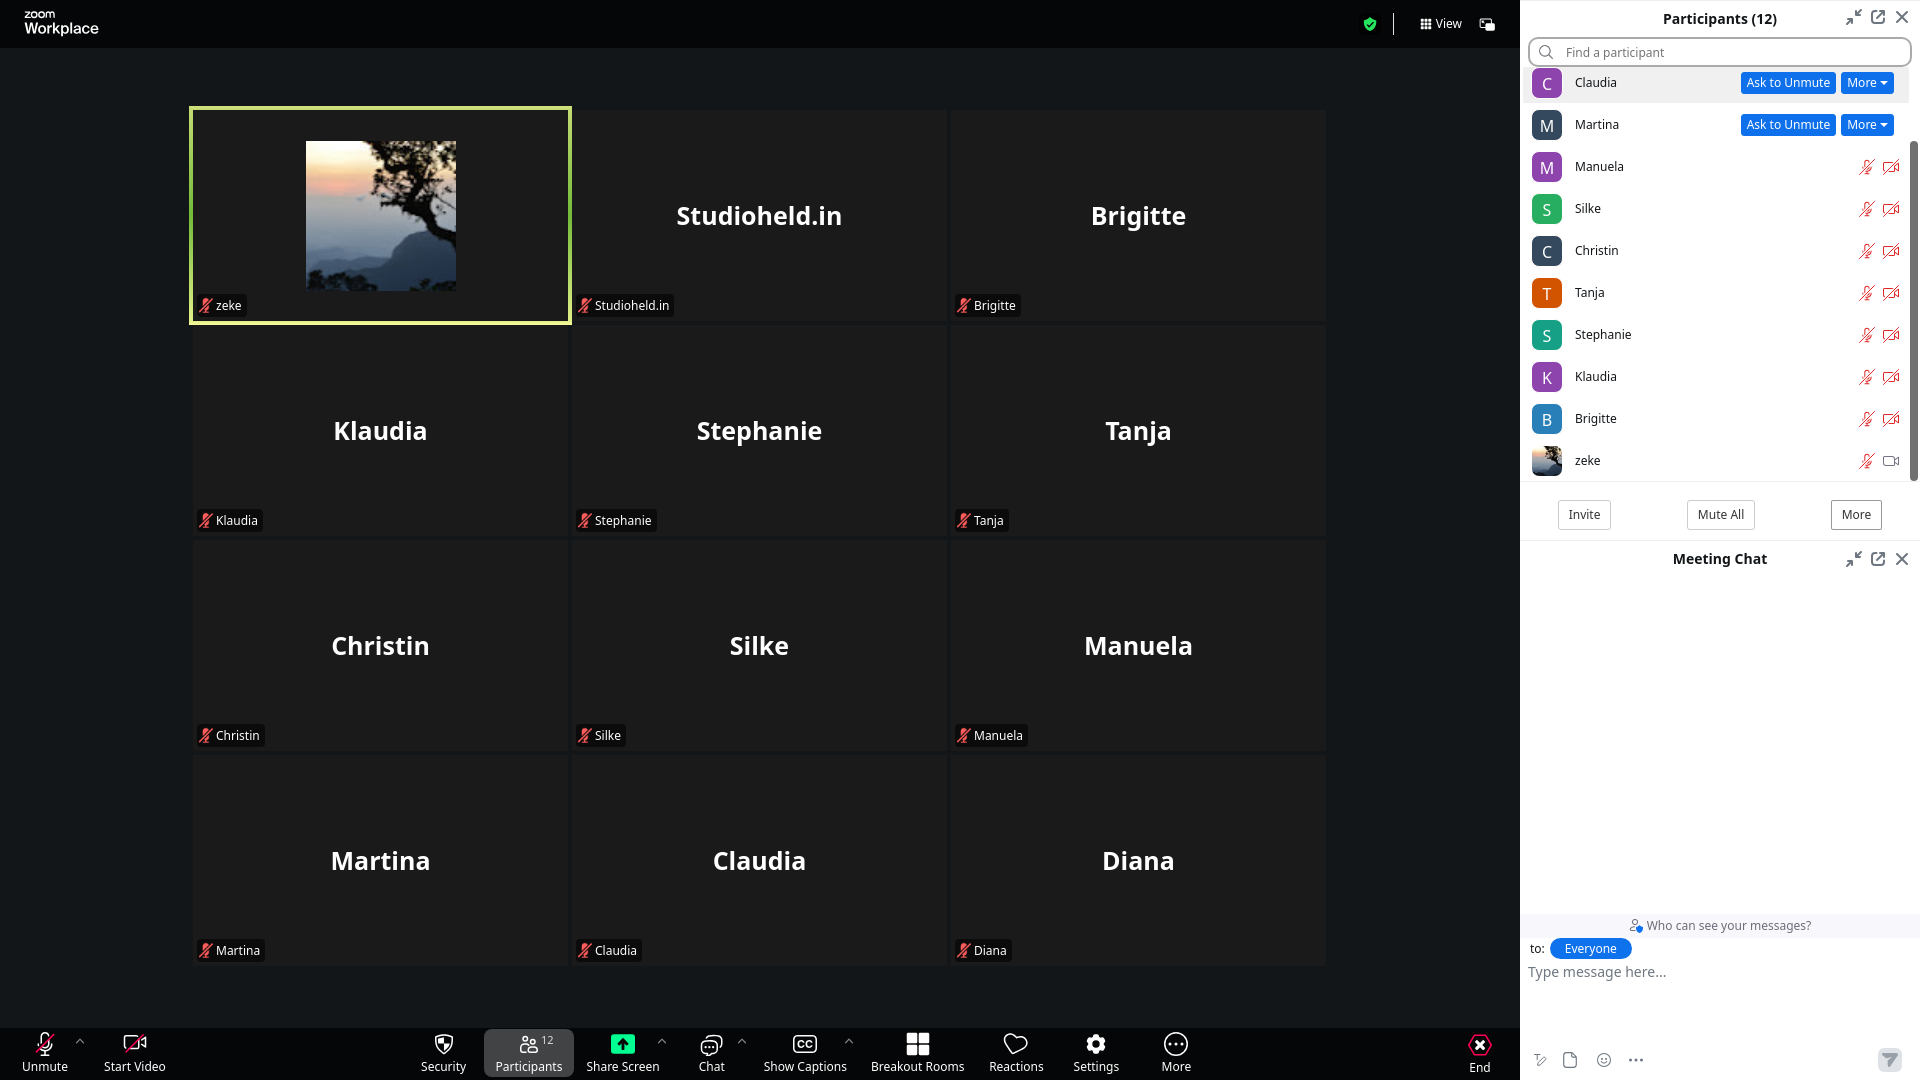 zoom
Workplace
View
zeke
Studioheld.in
Studioheld.in
Brigitte
Brigitte
Klaudia
Klaudia
Stephanie
Stephanie
Tanja
Tanja
Christin
Christin
Silke
Silke
Manuela
Manuela
Martina
Martina
Claudia
Claudia
Diana
Diana
Participants (12)
Find a participant
C Claudia Ask to Unmute More
M Martina Ask to Unmute More
M Manuela
S Silke
C Christin
T Tanja
S Stephanie
K Klaudia
B Brigitte
zeke
Invite Mute All More
Meeting Chat
Who can see your messages?
to: Everyone
Type message here...
Unmute
Start Video
Security
12
Participants
Share Screen
Chat
CC
Show Captions
Breakout Rooms
Reactions
Settings
More
End